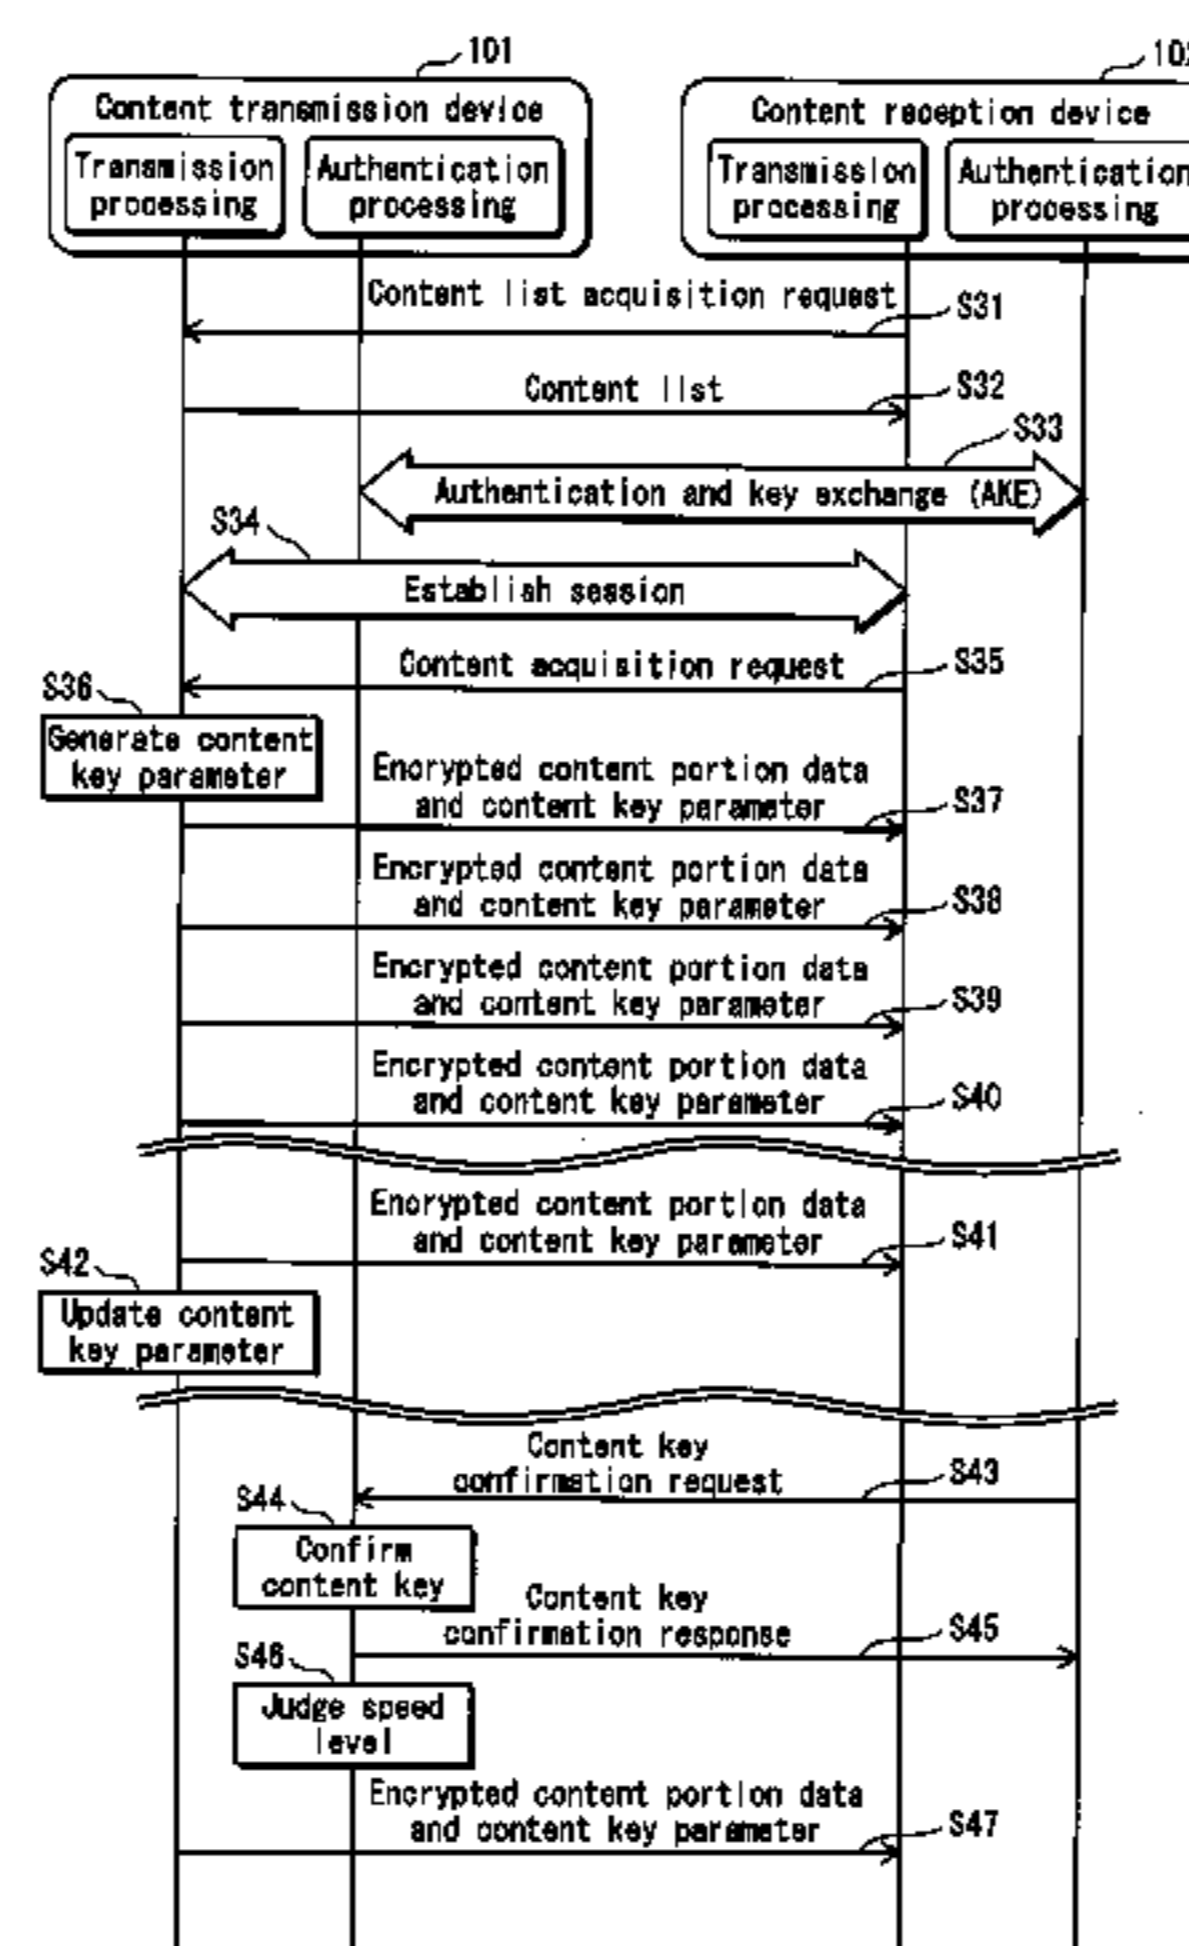 101
102
Content transmission device
Content reception device
Transmission
processing
Authentication
processing
Transmission
processing
Authentication
processing
Content list acquisition request
S31
Content list
S32
S33
Authentication and key exchange (AKE)
S34
Establish session
Content acquisition request
S35
S36
Generate content
key parameter
Encrypted content portion data
and content key parameter
S37
Encrypted content portion data
and content key parameter
S38
Encrypted content portion data
and content key parameter
S39
Encrypted content portion data
and content key parameter
S40
Encrypted content portion data
and content key parameter
S41
S42
Update content
key parameter
Content key
confirmation request
S43
S44
Confirm
content key
Content key
confirmation response
S45
S46
Judge speed
level
Encrypted content portion data
and content key parameter
S47